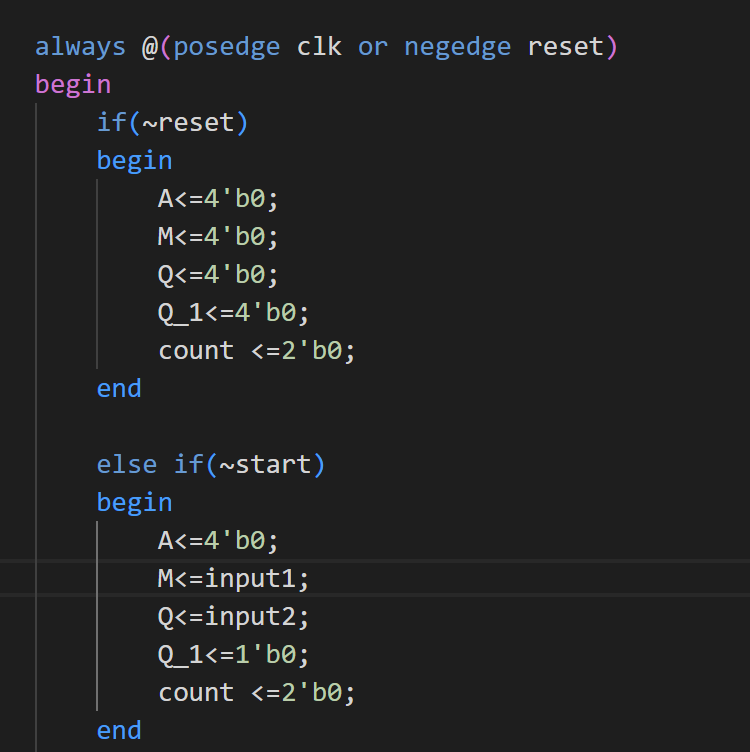 always @(posedge clk or negedge reset)
begin
if(~reset)
begin
A<=4'b0;
M<=4'b0;
Q<=4'b0;
Q_1<=4'b0;
count <=2'b0;
end
else if(~start)
begin
A<=4'b0;
M<=input1;
Q<=input2;
Q_1<=1'b0;
count <=2'b0;
end